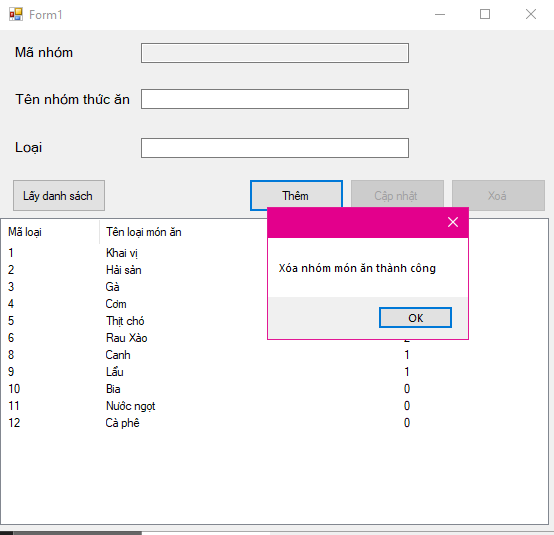 Form1
Mã nhóm
Tên nhóm thức ăn
Loại
Lấy danh sách Thêm Cập nhật Xoá
Mã loại Tên loại món ăn
Xóa nhóm món ăn thành công
OK
1 Khai vị
2 Hải sản
3 Gà
4 Cơm
5 Thịt chó
6 Rau Xào
8 Canh 1
9 Lẩu 1
10 Bia 0
11 Nước ngọt 0
12 Cà phê 0